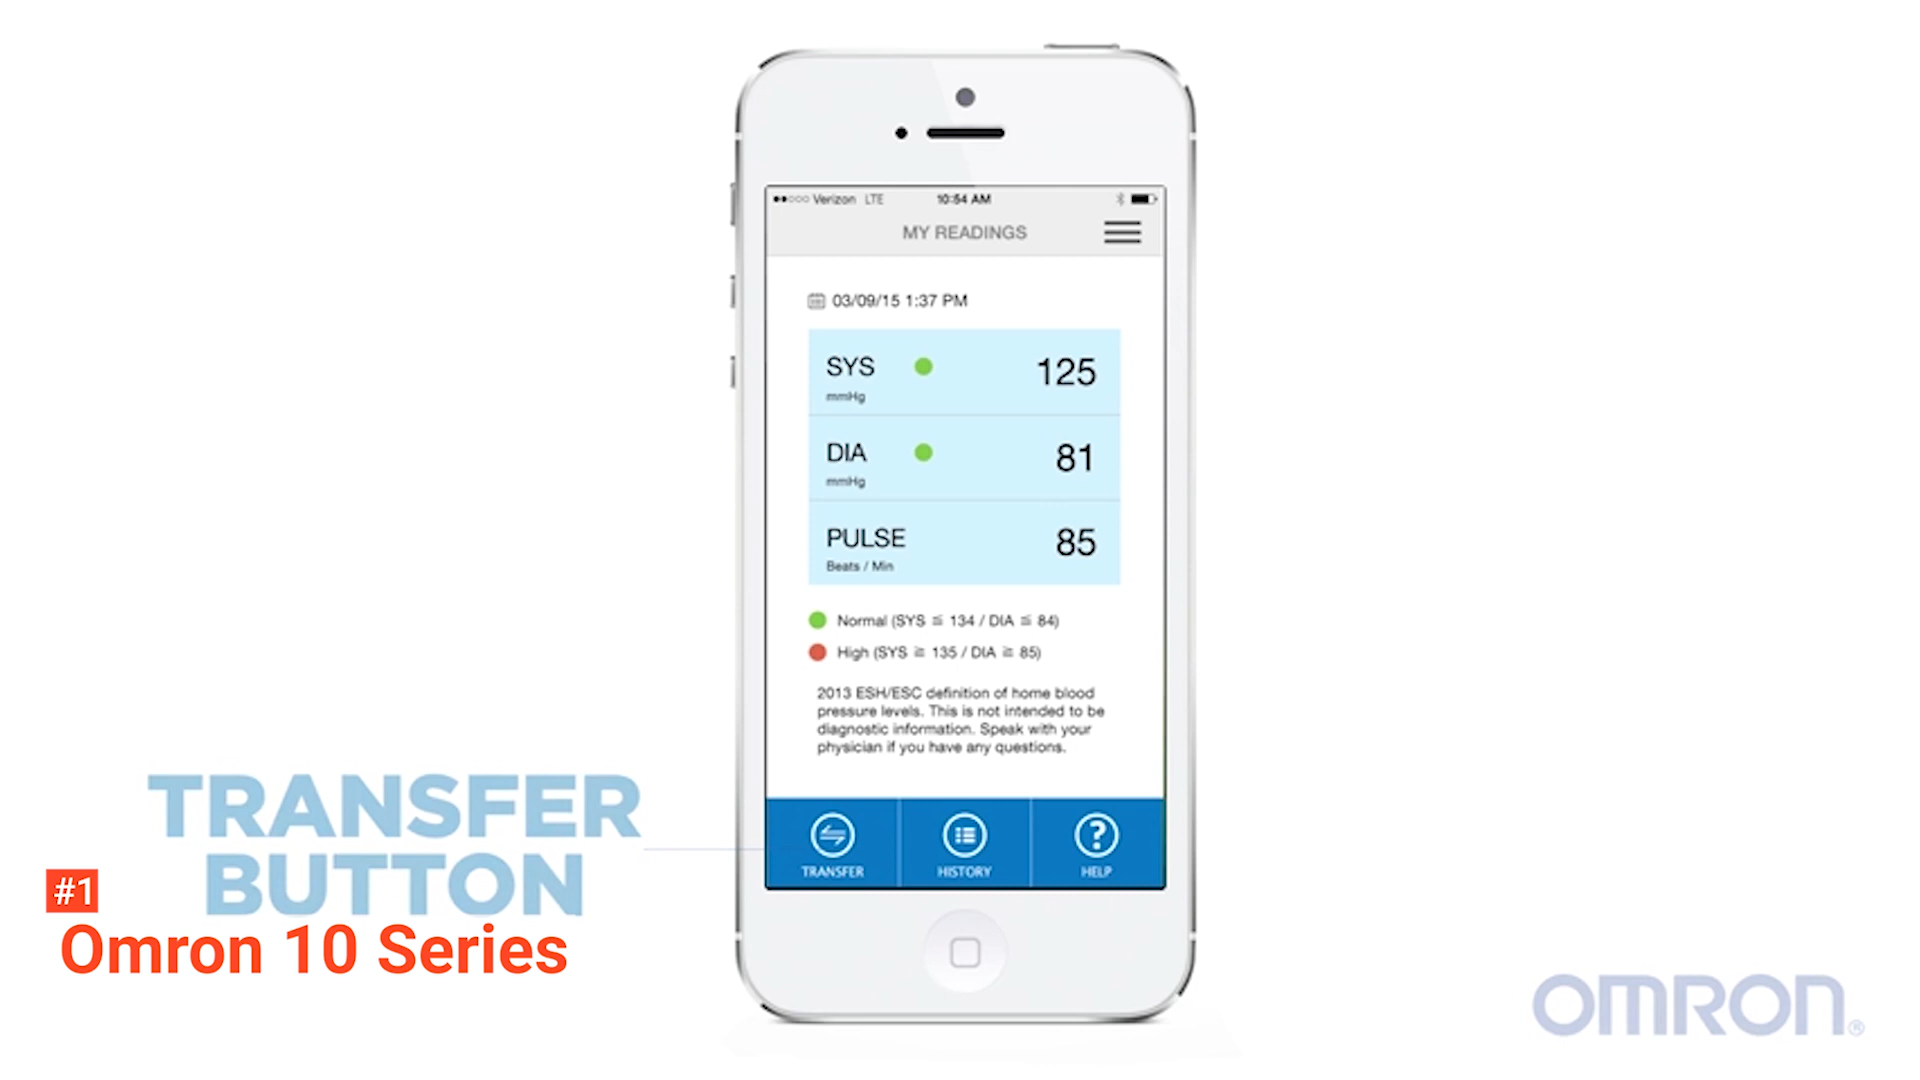 Verizon LTE 10:54 AM
MY READINGS
03/09/15 1:37 PM
SYS 125
mmHg
DIA 81
mmHg
PULSE 85
Beats / Min
Normal (SYS ≦ 134 / DIA ≦ 84)
High (SYS ≧ 135 / DIA ≧ 85)
2013 ESH/ESC definition of home blood
pressure levels. This is not intended to be
diagnostic information. Speak with your
physician if you have any questions.
TRANSFER HISTORY HELP
TRANSFER
BUTTON
#1
Omron 10 Series
OMRON®